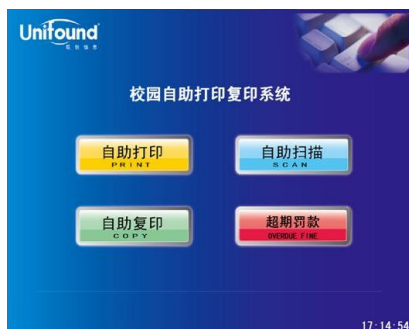 Unifound
校园自助打印复印系统
自助打印
PRINT
自助扫描
SCAN
自助复印
COPY
超期罚款
OVERDUE FINE
17:14:54